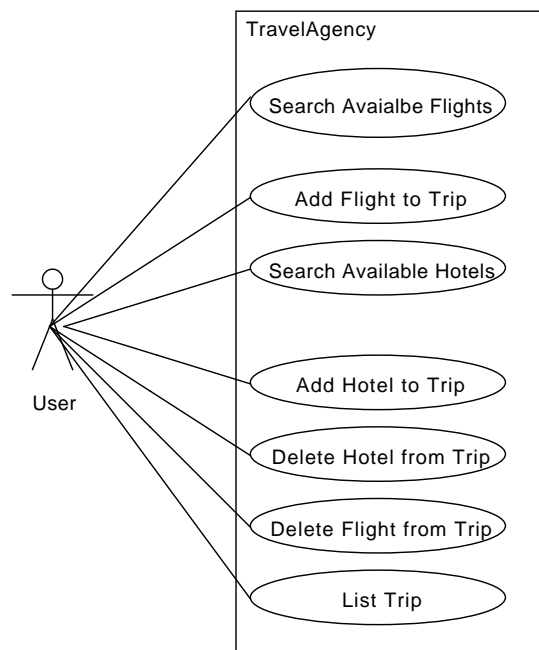 TravelAgency
Search Avaialbe Flights
Add Flight to Trip
Search Available Hotels
User
Add Hotel to Trip
Delete Hotel from Trip
Delete Flight from Trip
List Trip